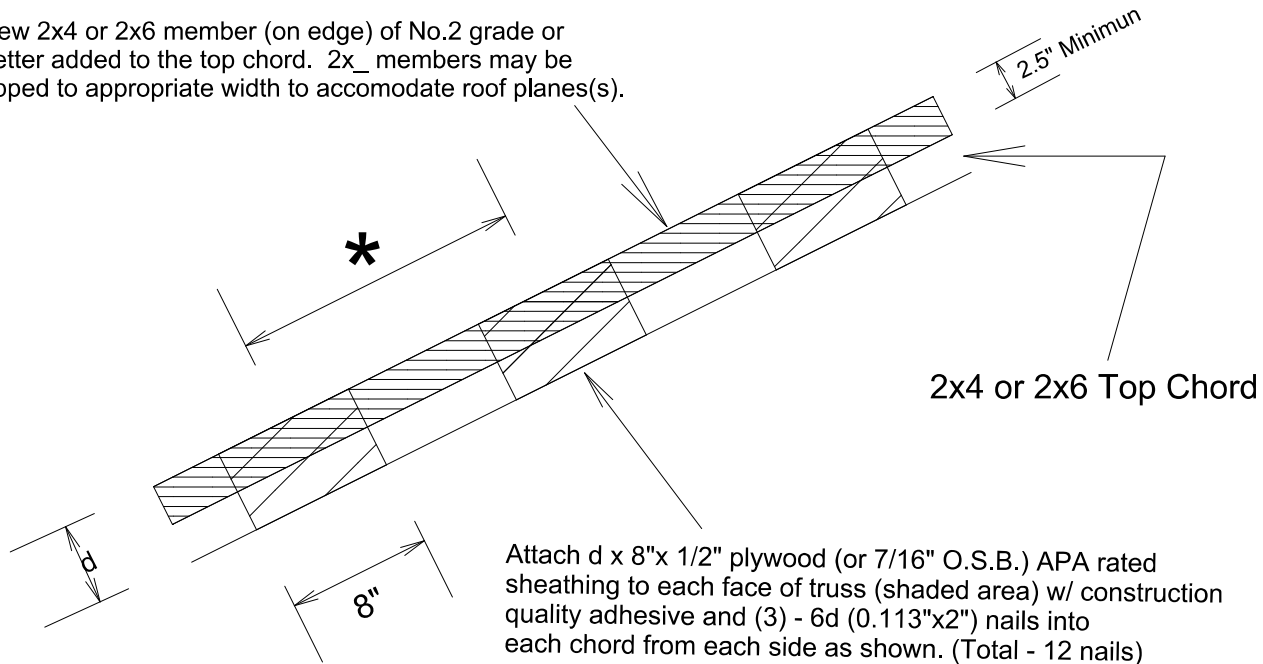 ew 2x4 or 2x6 member (on edge) of No.2 grade or
etter added to the top chord. 2x_ members may be
pped to appropriate width to accomodate roof planes(s).
2.5" Minimun
*
2x4 or 2x6 Top Chord
d
8"
Attach d x 8"x 1/2" plywood (or 7/16" O.S.B.) APA rated
sheathing to each face of truss (shaded area) w/ construction
quality adhesive and (3) - 6d (0.113"x2") nails into
each chord from each side as shown. (Total - 12 nails)